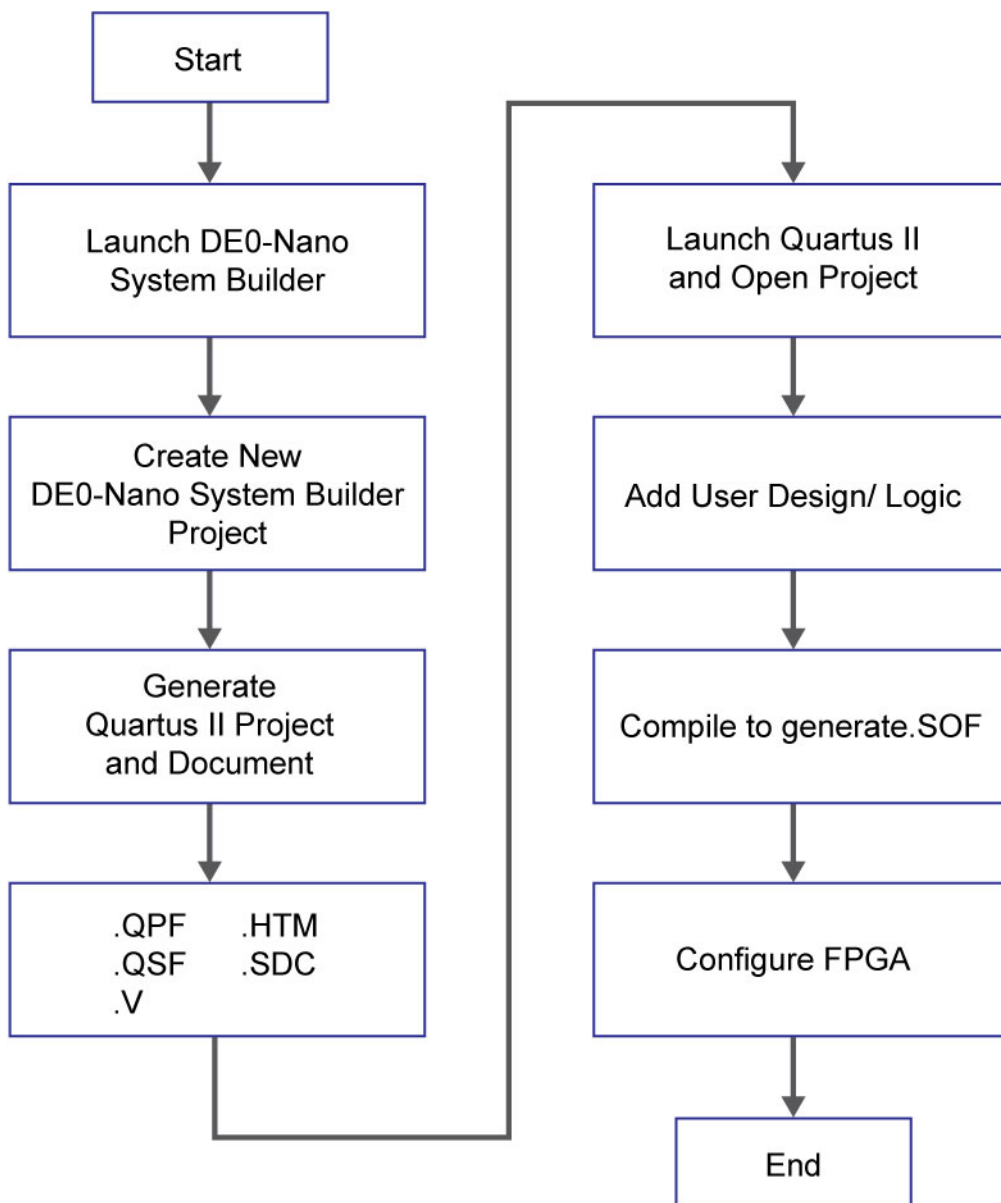 Start
Launch DE0-Nano
System Builder
Create New
DE0-Nano System Builder
Project
Generate
Quartus II Project
and Document
.QPF .HTM
.QSF .SDC
.V
Launch Quartus II
and Open Project
Add User Design/ Logic
Compile to generate.SOF
Configure FPGA
End